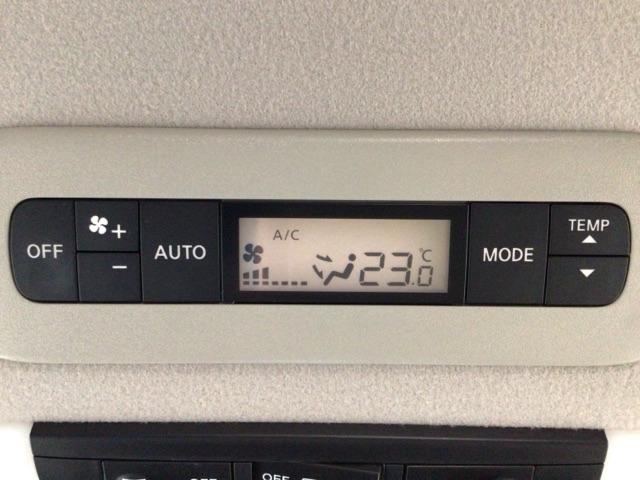 OFF
+
−
AUTO
A/C
23.0 °C
MODE
TEMP
OFF